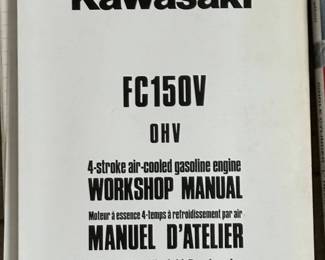 Kawasaki
FC150V
OHV
4-stroke air-cooled gasoline engine
WORKSHOP MANUAL
Moteur à essence 4-temps à refroidissement par air
MANUEL D'ATELIER